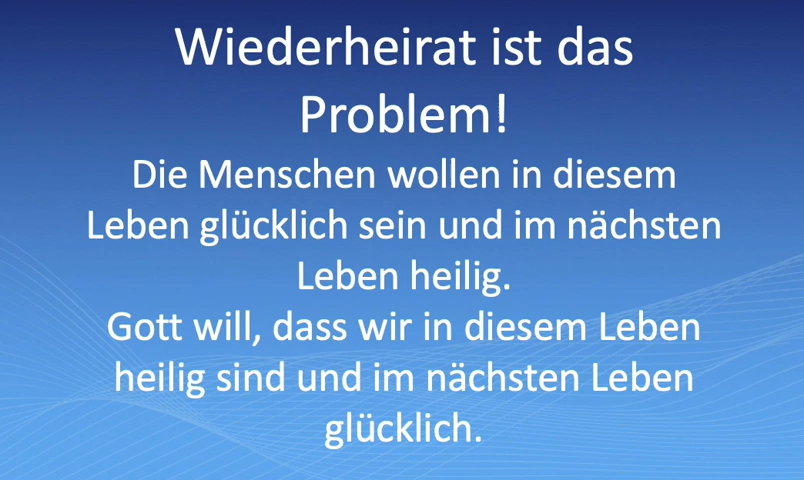 Wiederheirat ist das
Problem!
Die Menschen wollen in diesem
Leben glücklich sein und im nächsten
Leben heilig.
Gott will, dass wir in diesem Leben
heilig sind und im nächsten Leben
glücklich.